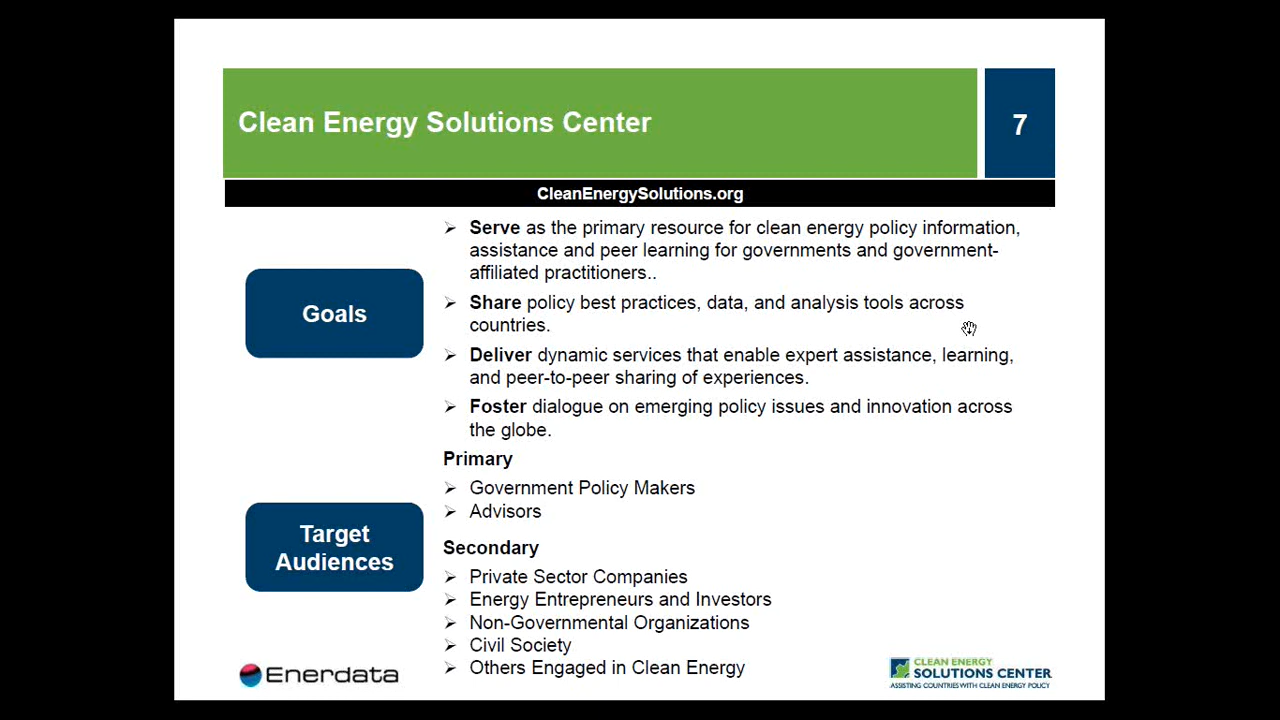 Clean Energy Solutions Center
7
CleanEnergySolutions.org
Goals
➢ Serve as the primary resource for clean energy policy information,
assistance and peer learning for governments and government-
affiliated practitioners..
➢ Share policy best practices, data, and analysis tools across
countries.
➢ Deliver dynamic services that enable expert assistance, learning,
and peer-to-peer sharing of experiences.
➢ Foster dialogue on emerging policy issues and innovation across
the globe.
Target
Audiences
Primary
➢ Government Policy Makers
➢ Advisors
Secondary
➢ Private Sector Companies
➢ Energy Entrepreneurs and Investors
➢ Non-Governmental Organizations
➢ Civil Society
➢ Others Engaged in Clean Energy
Enerdata
CLEAN ENERGY
SOLUTIONS CENTER
ASSISTING COUNTRIES WITH CLEAN ENERGY POLICY